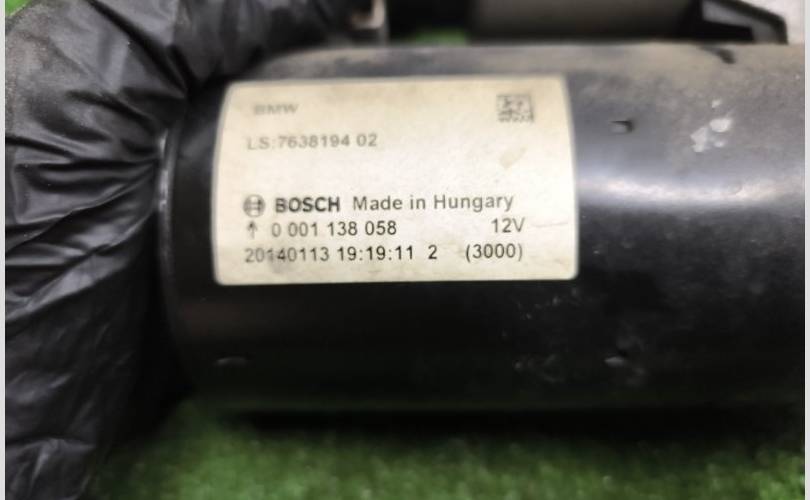 BMW
LS:7638194 02
BOSCH Made in Hungary
↑ 0 001 138 058 12V
20140113 19:19:11 2 (3000)